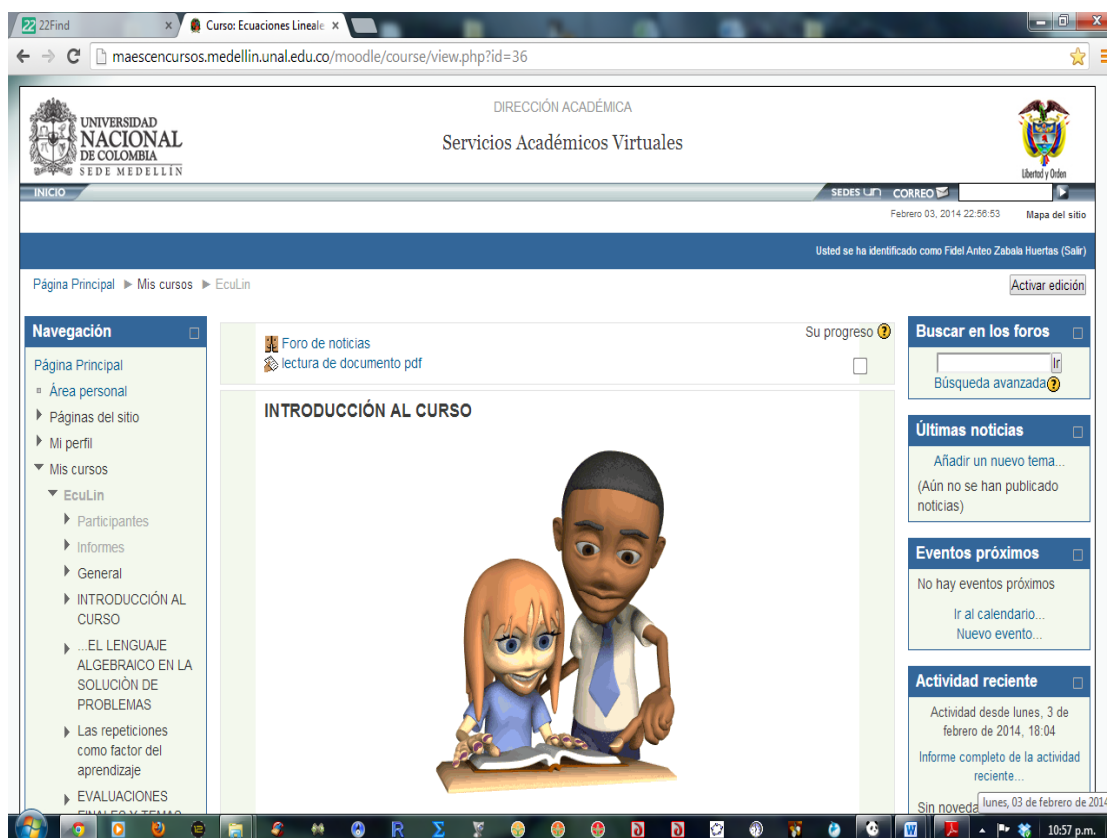 22Find
Curso: Ecuaciones Lineale
maescencursos.medellin.unal.edu.co/moodle/course/view.php?id=36
UNIVERSIDAD
NACIONAL
DE COLOMBIA
SEDE MEDELLÍN
DIRECCIÓN ACADÉMICA
Servicios Académicos Virtuales
Libertad y Orden
INICIO
SEDES UN CORREO
Febrero 03, 2014 22:56:53 Mapa del sitio
Usted se ha identificado como Fidel Anteo Zabala Huertas (Salir)
Página Principal ► Mis cursos ► EcuLin
Activar edición
Navegación
Página Principal
Área personal
Páginas del sitio
Mi perfil
Mis cursos
EcuLin
Participantes
Informes
General
INTRODUCCIÓN AL
CURSO
...EL LENGUAJE
ALGEBRAICO EN LA
SOLUCIÒN DE
PROBLEMAS
Las repeticiones
como factor del
aprendizaje
EVALUACIONES
FINALES Y TEMAS
Foro de noticias
lectura de documento pdf
Su progreso
INTRODUCCIÓN AL CURSO
Buscar en los foros
Ir
Búsqueda avanzada
Últimas noticias
Añadir un nuevo tema...
(Aún no se han publicado
noticias)
Eventos próximos
No hay eventos próximos
Ir al calendario...
Nuevo evento...
Actividad reciente
Actividad desde lunes, 3 de
febrero de 2014, 18:04
Informe completo de la actividad
reciente...
Sin noveda
lunes, 03 de febrero de 2014
10:57 p.m.